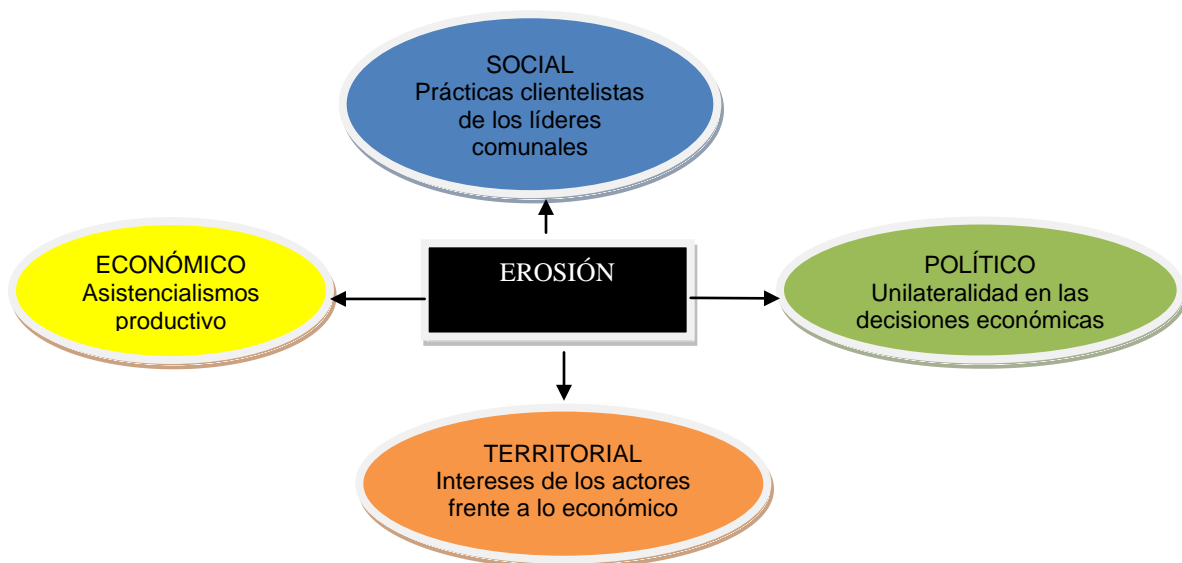 SOCIAL
Prácticas clientelistas
de los líderes
comunales
ECONÓMICO
Asistencialismos
productivo
EROSIÓN
POLÍTICO
Unilateralidad en las
decisiones económicas
TERRITORIAL
Intereses de los actores
frente a lo económico